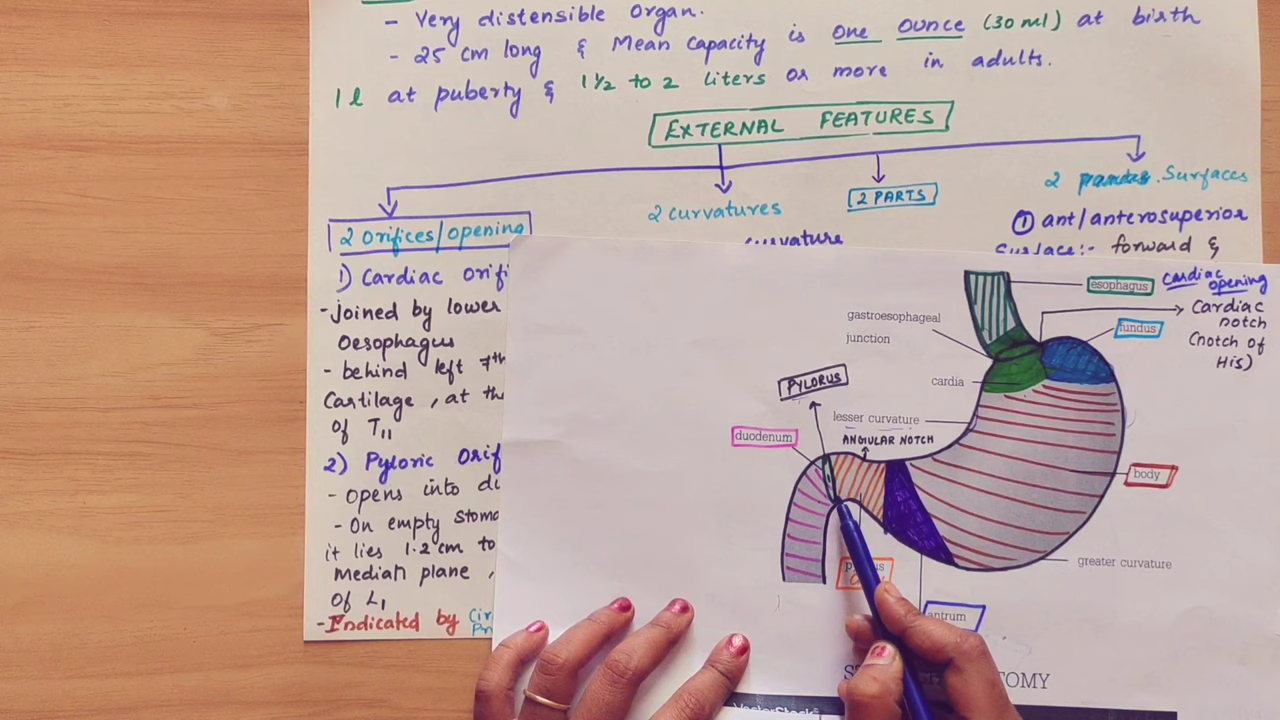 - Very distensible Organ.
- 25 cm long & Mean Capacity is one ounce (30 ml) at birth
1 l at puberty & 1½ to 2 liters or more in adults.
EXTERNAL FEATURES
2 Orifices/opening
2 curvatures
2 PARTS
2 Surfaces
① ant/anterosuperior
Surface:- forward &
curvature
1) Cardiac
- Joined by lower
Oesophagus
- behind left 7th
Cartilage, at the
of T11
2) Pyloric
- Opens into
- On empty
it lies 1.2 cm to
Median plane,
of L1
- Indicated by
esophagus
cardiac opening
Cardiac
notch
(notch of
His)
gastroesophageal
junction
fundus
PYLORUS
cardia
lesser curvature
duodenum
ANGULAR NOTCH
body
greater curvature
antrum